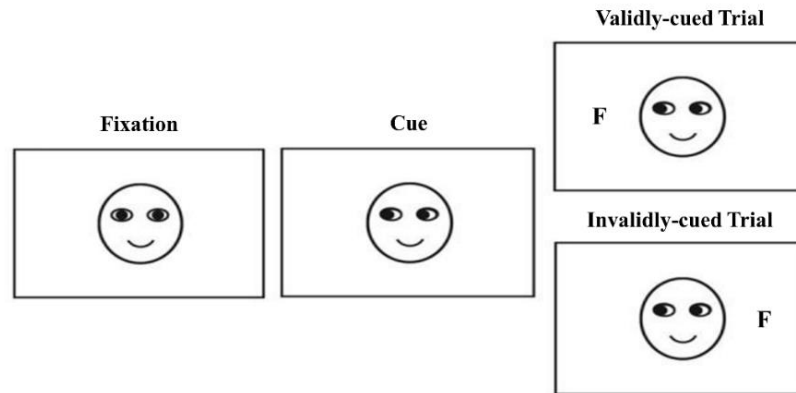 Validly-cued Trial
F
Fixation
Cue
Invalidly-cued Trial
F